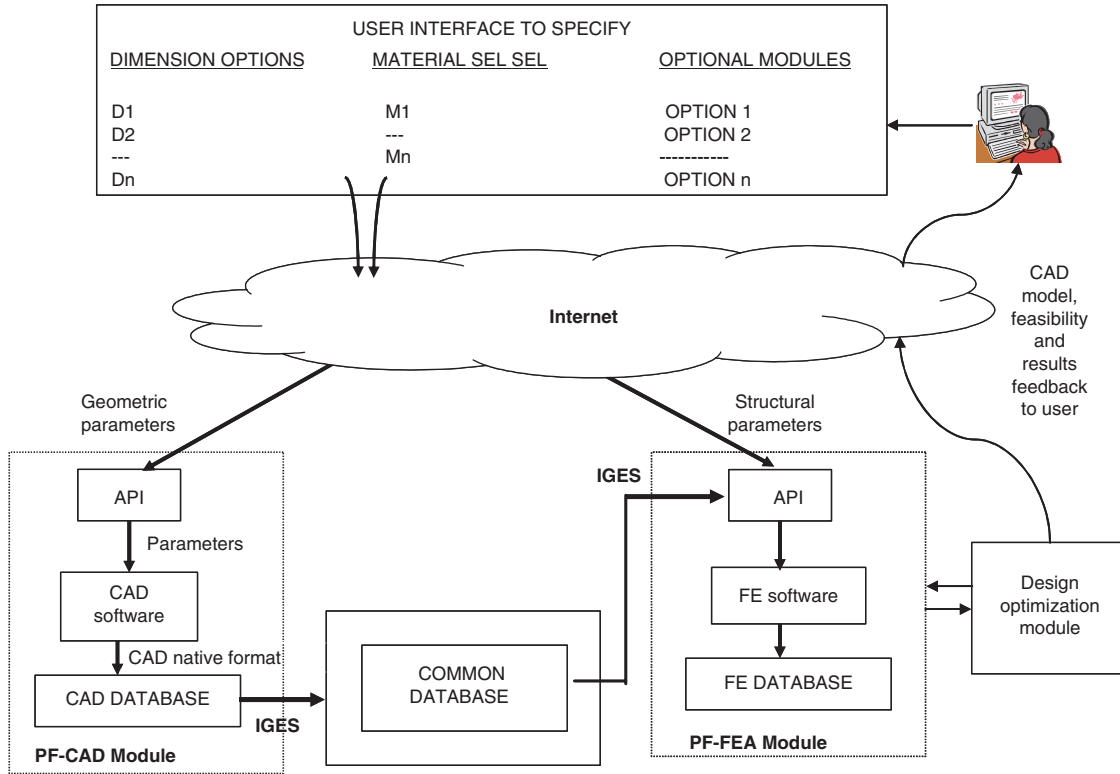 USER INTERFACE TO SPECIFY
DIMENSION OPTIONS
MATERIAL SEL SEL
OPTIONAL MODULES
D1
M1
OPTION 1
D2
---
OPTION 2
---
Mn
-----------
Dn
OPTION n
Internet
CAD
model,
feasibility
and
results
feedback
to user
Geometric
parameters
Structural
parameters
IGES
API
API
Parameters
CAD
software
FE software
Design
optimization
module
CAD native format
COMMON
DATABASE
CAD DATABASE
FE DATABASE
IGES
PF-CAD Module
PF-FEA Module